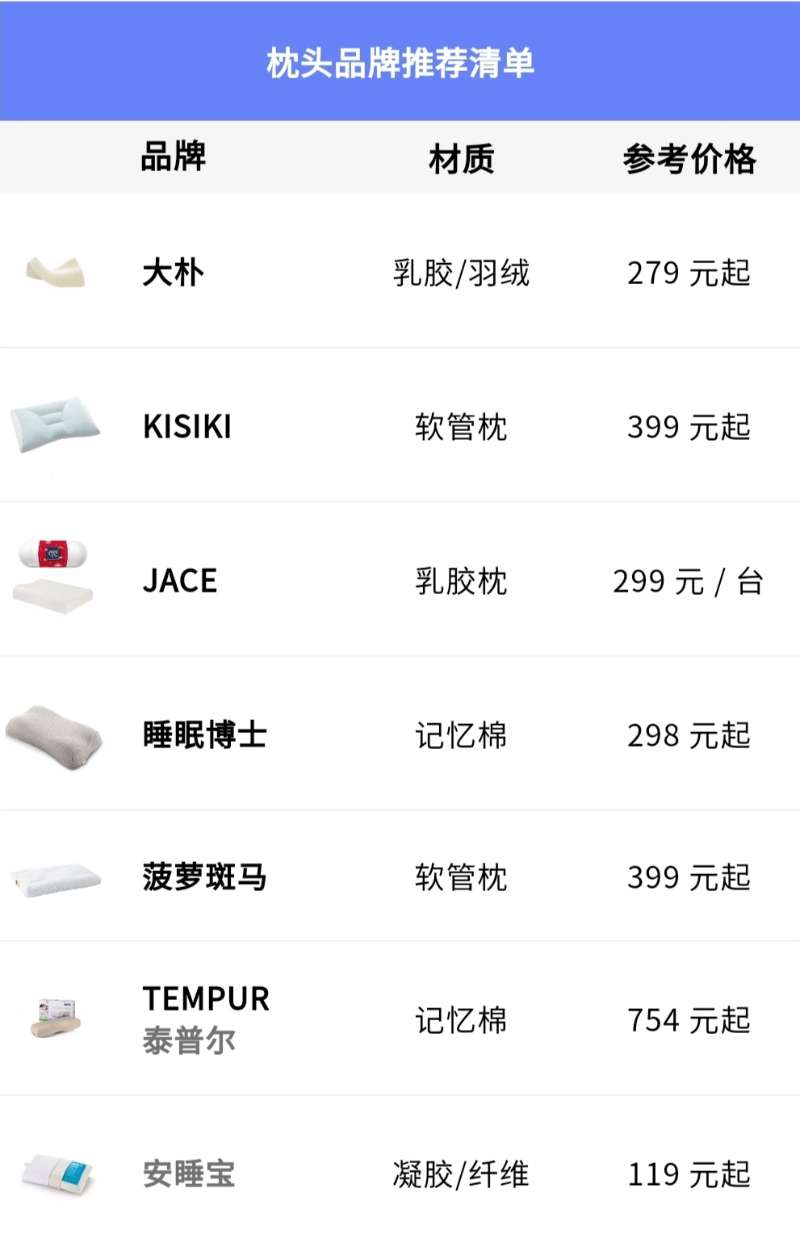 枕头品牌推荐清单
品牌 材质 参考价格
大朴 乳胶/羽绒 279 元起
KISIKI 软管枕 399 元起
JACE 乳胶枕 299 元 / 台
睡眠博士 记忆棉 298 元起
菠萝斑马 软管枕 399 元起
TEMPUR
泰普尔 记忆棉 754 元起
安睡宝 凝胶/纤维 119 元起